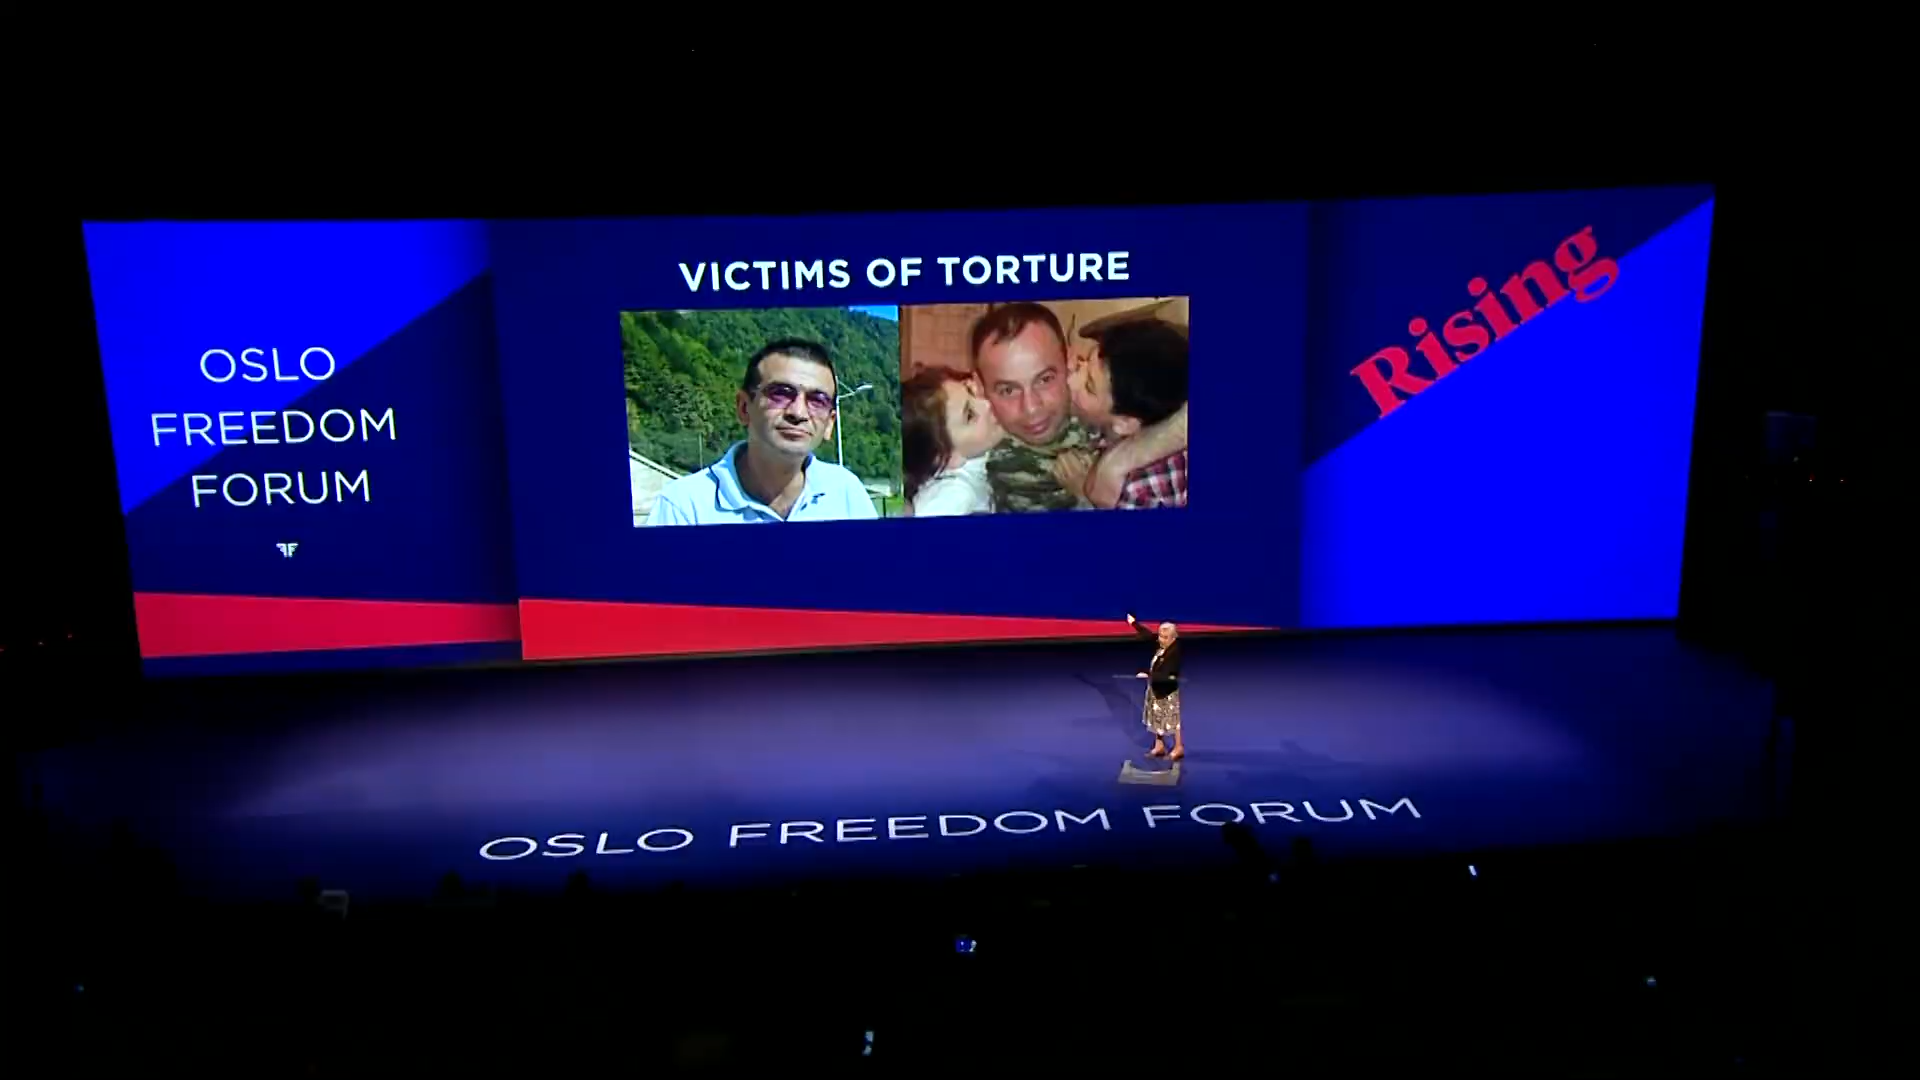 VICTIMS OF TORTURE
OSLO
FREEDOM
FORUM
Rising
OSLO FREEDOM FORUM